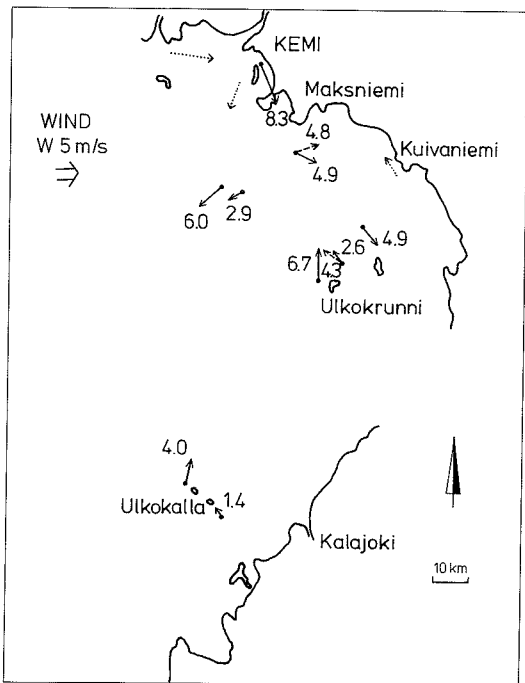 KEMI
Maksniemi
8.3
WIND
W 5 m/s
4.8
Kuivaniemi
4.9
6.0
2.9
4.9
2.6
6.7
4.3
Ulkokrunni
4.0
Ulkokalla
1.4
Kalajoki
10 km